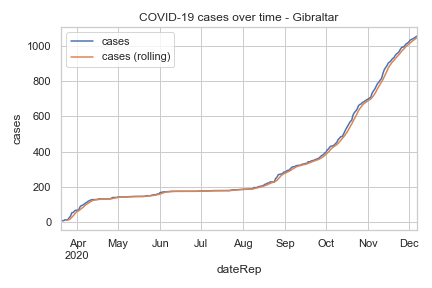 COVID-19 cases over time - Gibraltar
cases
cases (rolling)
1000
800
600
400
200
0
cases
Apr May Jun Jul Aug Sep Oct Nov Dec
2020
dateRep